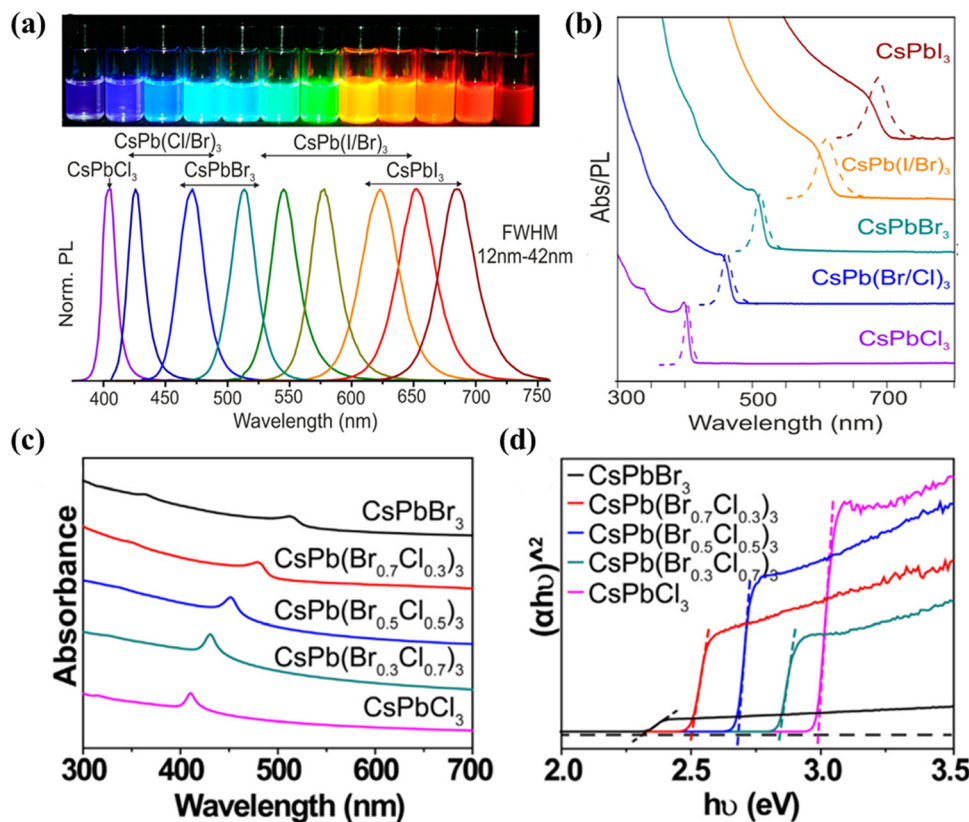 (a)
CsPb(Cl/Br)₃
CsPb(I/Br)₃
CsPbCl₃
CsPbBr₃
CsPbI₃
FWHM
12nm-42nm
Norm. PL
400 450 500 550 600 650 700 750
Wavelength (nm)
(b)
CsPbI₃
CsPb(I/Br)₃
CsPbBr₃
CsPb(Br/Cl)₃
CsPbCl₃
Abs/PL
300 500 700
Wavelength (nm)
(c)
CsPbBr₃
CsPb(Br₀.₇Cl₀.₃)₃
CsPb(Br₀.₅Cl₀.₅)₃
CsPb(Br₀.₃Cl₀.₇)₃
CsPbCl₃
Absorbance
300 400 500 600 700
Wavelength (nm)
(d)
CsPbBr₃
CsPb(Br₀.₇Cl₀.₃)₃
CsPb(Br₀.₅Cl₀.₅)₃
CsPb(Br₀.₃Cl₀.₇)₃
CsPbCl₃
(αhυ)^2
2.0 2.5 3.0 3.5
hυ (eV)